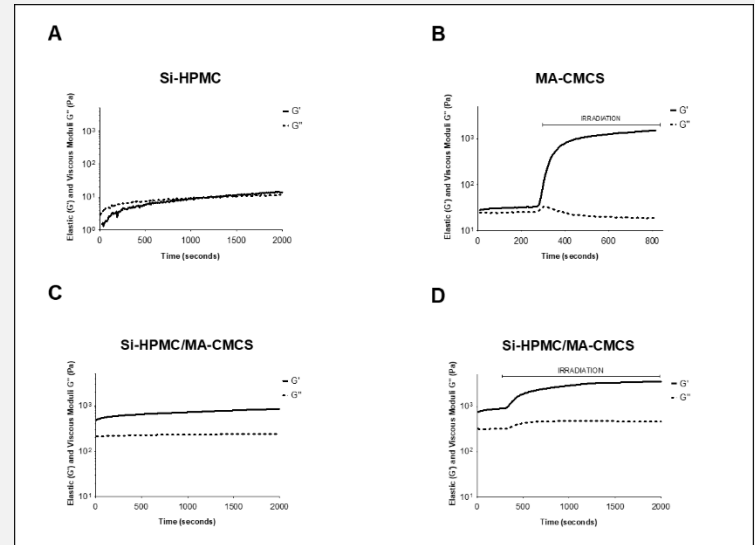 A
Si-HPMC
Elastic (G') and Viscous Moduli G" (Pa)
10³
10²
10¹
10⁰
0 500 1000 1500 2000
Time (seconds)
G'
G"
B
MA-CMCS
Elastic (G') and Viscous Moduli G" (Pa)
10³
10²
10¹
0 200 400 600 800
Time (seconds)
IRRADIATION
G'
G"
C
Si-HPMC/MA-CMCS
Elastic (G') and Viscous Moduli G" (Pa)
10³
10²
10¹
0 500 1000 1500 2000
Time (seconds)
G'
G"
D
Si-HPMC/MA-CMCS
Elastic (G') and Viscous Moduli G" (Pa)
10³
10²
10¹
0 500 1000 1500 2000
Time (seconds)
IRRADIATION
G'
G"